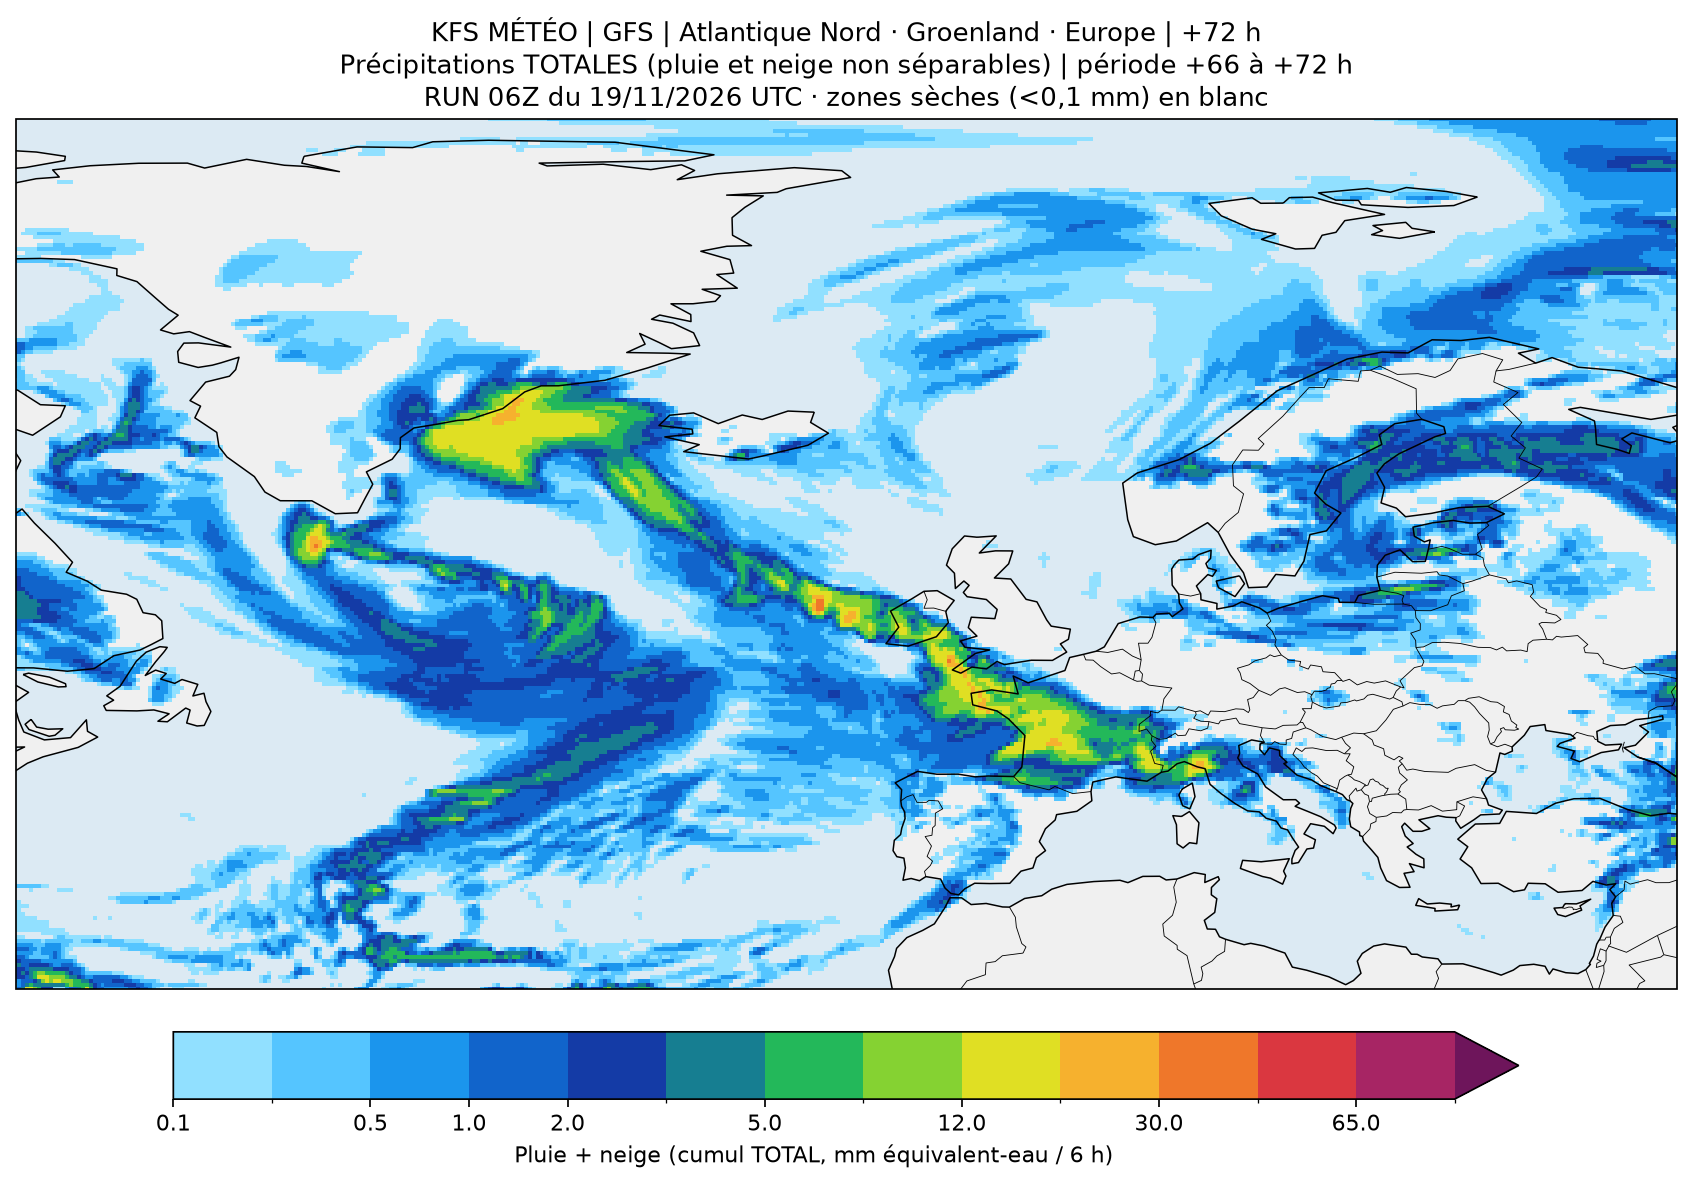 KFS MÉTÉO | GFS | Atlantique Nord · Groenland · Europe | +72 h
Précipitations TOTALES (pluie et neige non séparables) | période +66 à +72 h
RUN 06Z du 19/11/2026 UTC · zones sèches (<0,1 mm) en blanc
0.1 0.5 1.0 2.0 5.0 12.0 30.0 65.0
Pluie + neige (cumul TOTAL, mm équivalent-eau / 6 h)